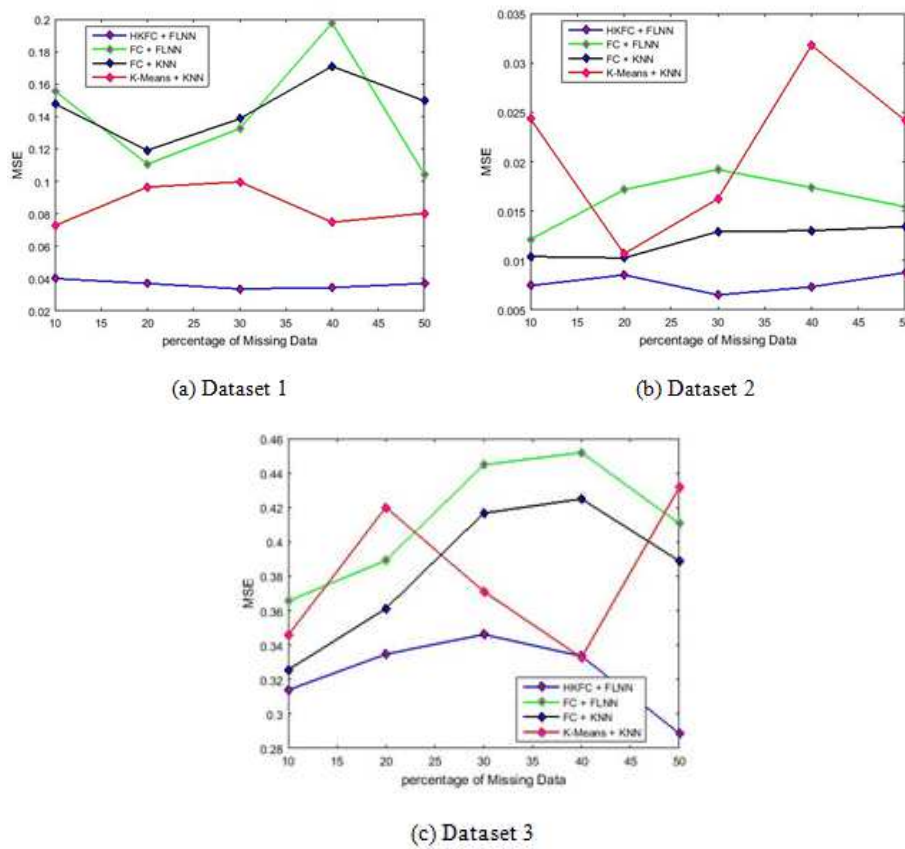 0.2
0.18
0.16
0.14
0.12
0.1
0.08
0.06
0.04
0.02
MSE
HKFC + FLNN
FC + FLNN
FC + KNN
K-Means + KNN
10 15 20 25 30 35 40 45 50
percentage of Missing Data
(a) Dataset 1
0.035
0.03
0.025
0.02
0.015
0.01
0.005
MSE
HKFC + FLNN
FC + FLNN
FC + KNN
K-Means + KNN
10 15 20 25 30 35 40 45 50
percentage of Missing Data
(b) Dataset 2
0.46
0.44
0.42
0.4
0.38
0.36
0.34
0.32
0.3
0.28
MSE
HKFC + FLNN
FC + FLNN
FC + KNN
K-Means + KNN
10 15 20 25 30 35 40 45 50
percentage of Missing Data
(c) Dataset 3